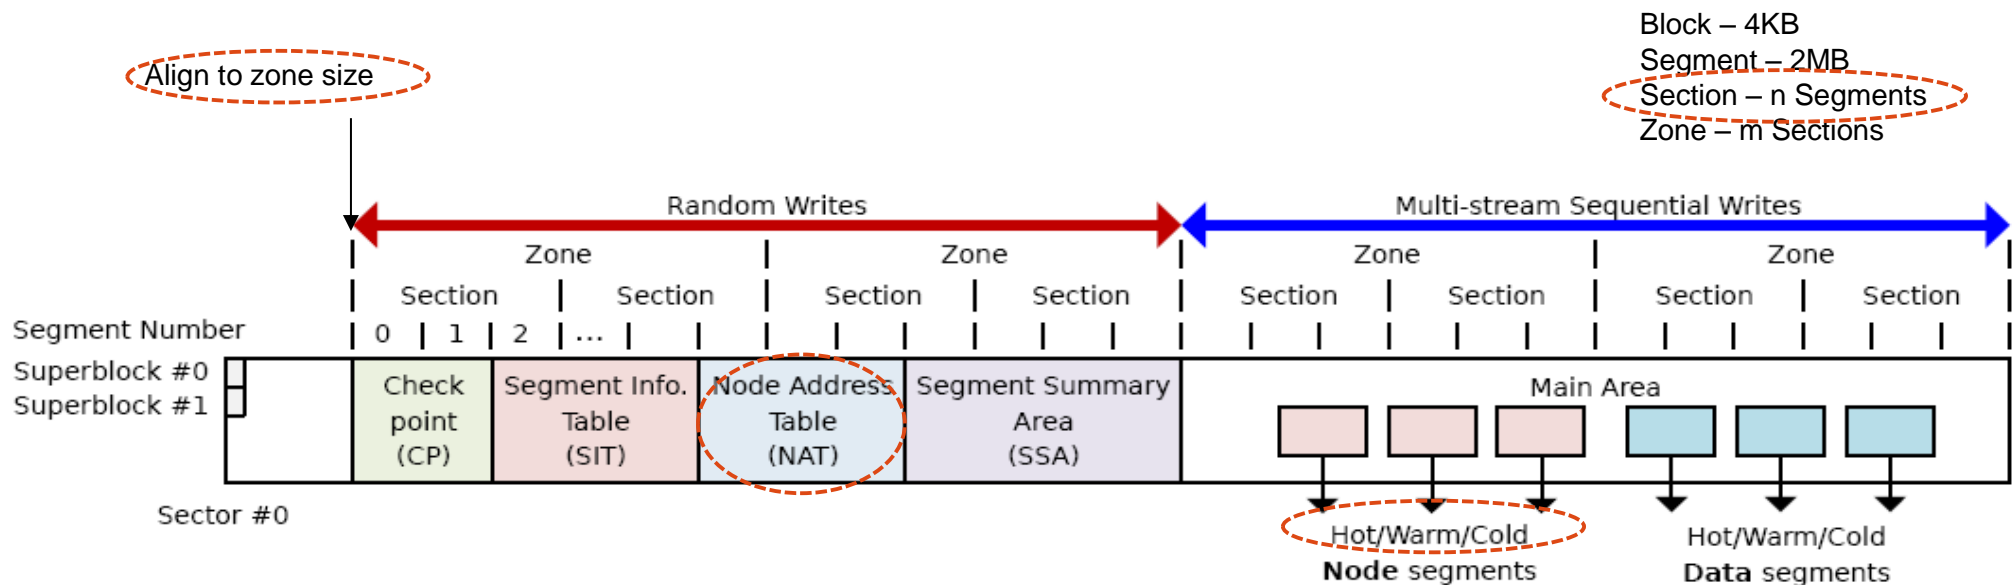 Block – 4KB
Segment – 2MB
Section – n Segments
Zone – m Sections
Align to zone size
Random Writes
Multi-stream Sequential Writes
Zone
Zone
Zone
Zone
Section
Section
Section
Section
Section
Section
Section
Section
Segment Number
0
1
2
...
Superblock #0
Superblock #1
Check
point
(CP)
Segment Info.
Table
(SIT)
Node Address
Table
(NAT)
Segment Summary
Area
(SSA)
Main Area
Sector #0
Hot/Warm/Cold
Node segments
Hot/Warm/Cold
Data segments